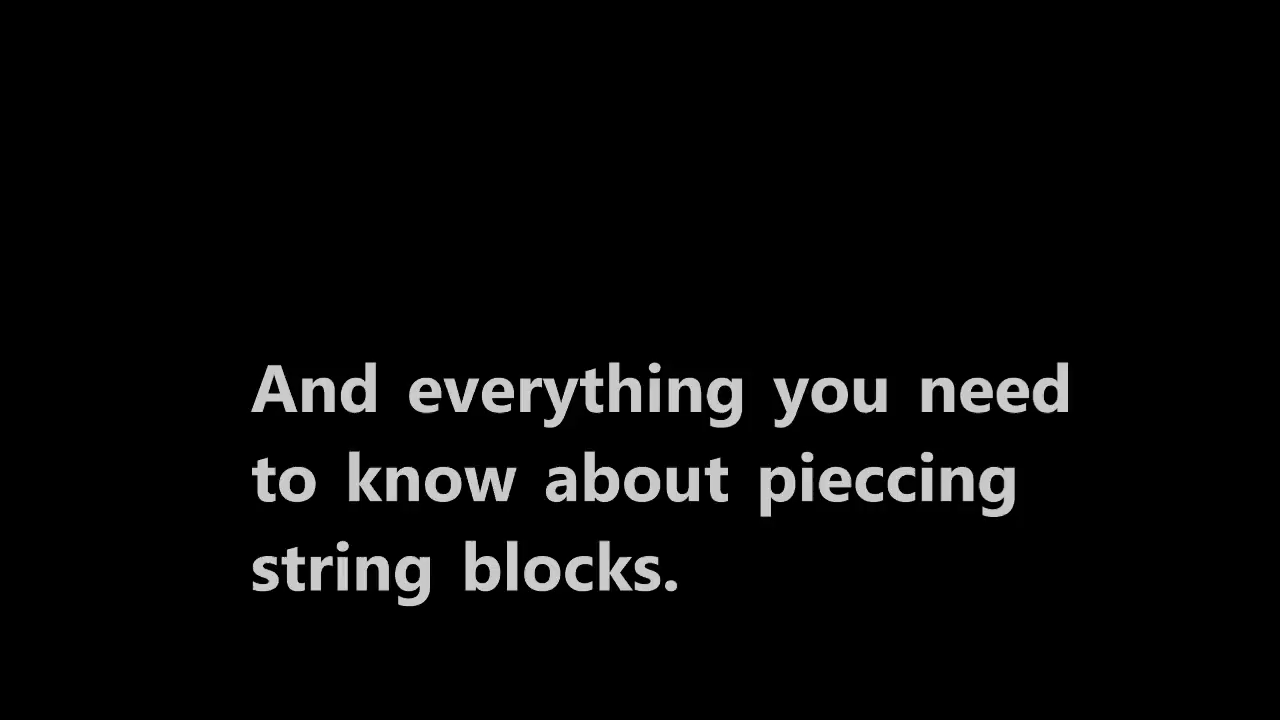 And everything you need
to know about pieccing
string blocks.